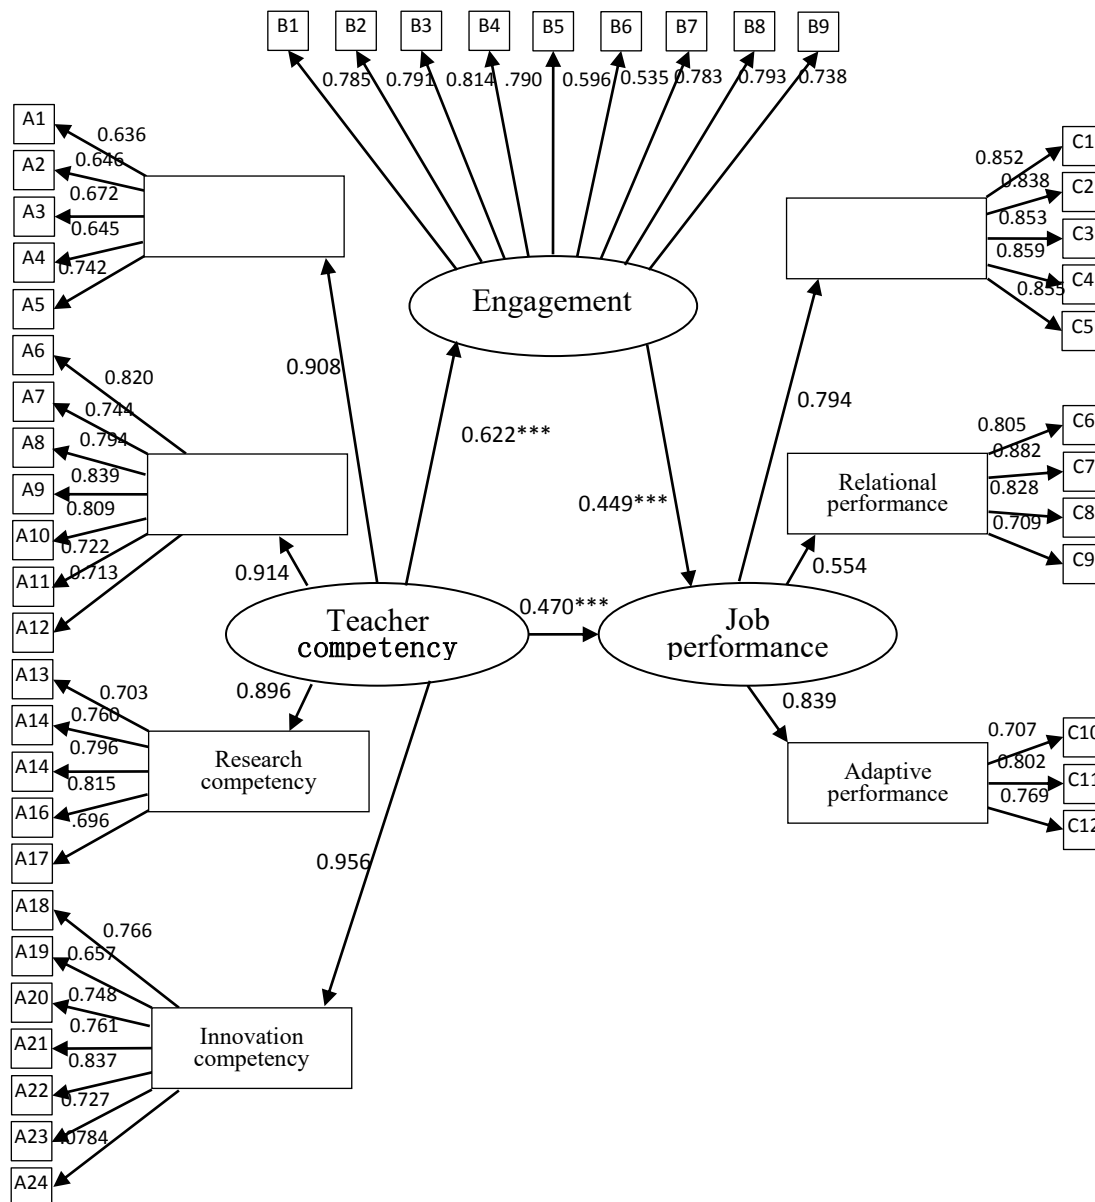 B1 B2 B3 B4 B5 B6 B7 B8 B9
0.785 0.791 0.814 .790 0.596 0.535 0.783 0.793 0.738
A1
0.636
A2
0.646
A3
0.672
A4
0.645
A5
0.742
C1
0.852
C2
0.838
C3
0.853
C4
0.859
C5
0.855
Engagement
A6
0.820
A7
0.744
A8
0.794
A9
0.839
A10
0.809
A11
0.722
A12
0.713
0.908
0.622***
0.449***
0.794
0.914
C6
0.805
C7
0.882
C8
0.828
C9
0.709
Relational
performance
0.554
Teacher
competency
0.470***
Job
performance
0.896
0.839
A13
0.703
A14
0.760
A14
0.796
A16
0.815
A17
.696
Research
competency
0.956
C10
0.707
C11
0.802
C12
0.769
Adaptive
performance
A18
0.766
A19
0.657
A20
0.748
A21
0.761
A22
0.837
A23
0.727
A24
0784
Innovation
competency